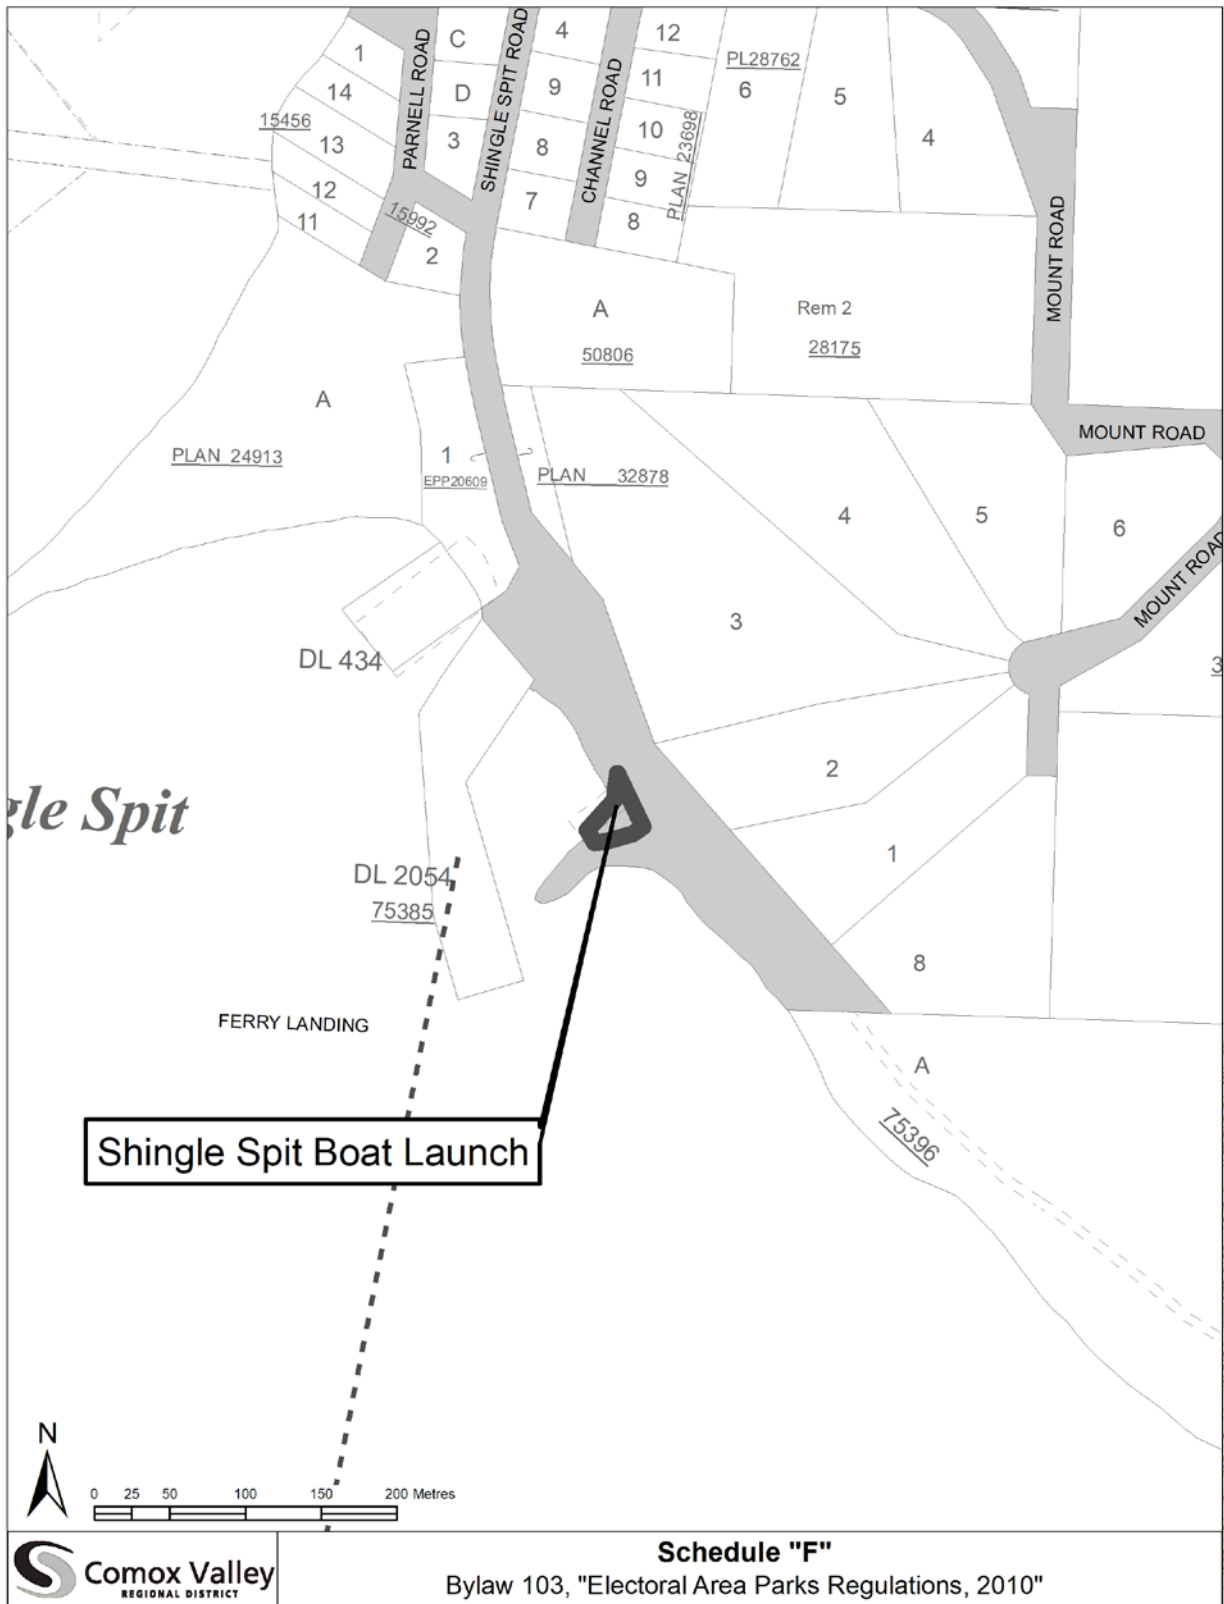 C
4
12
1
PARNELL ROAD
SHINGLE SPIT ROAD
CHANNEL ROAD
PL28762
14
D
9
11
6
5
15456
13
3
8
10
PLAN 23698
4
12
7
9
11
15992
2
8
MOUNT ROAD
A
50806
Rem 2
28175
A
MOUNT ROAD
PLAN 24913
1
EPP20609
PLAN 32878
4
5
6
MOUNT ROAD
3
DL 434
3
2
gle Spit
1
DL 2054
75385
8
FERRY LANDING
A
75396
Shingle Spit Boat Launch
N
0 25 50 100 150 200 Metres
Comox Valley
REGIONAL DISTRICT
Schedule "F"
Bylaw 103, "Electoral Area Parks Regulations, 2010"